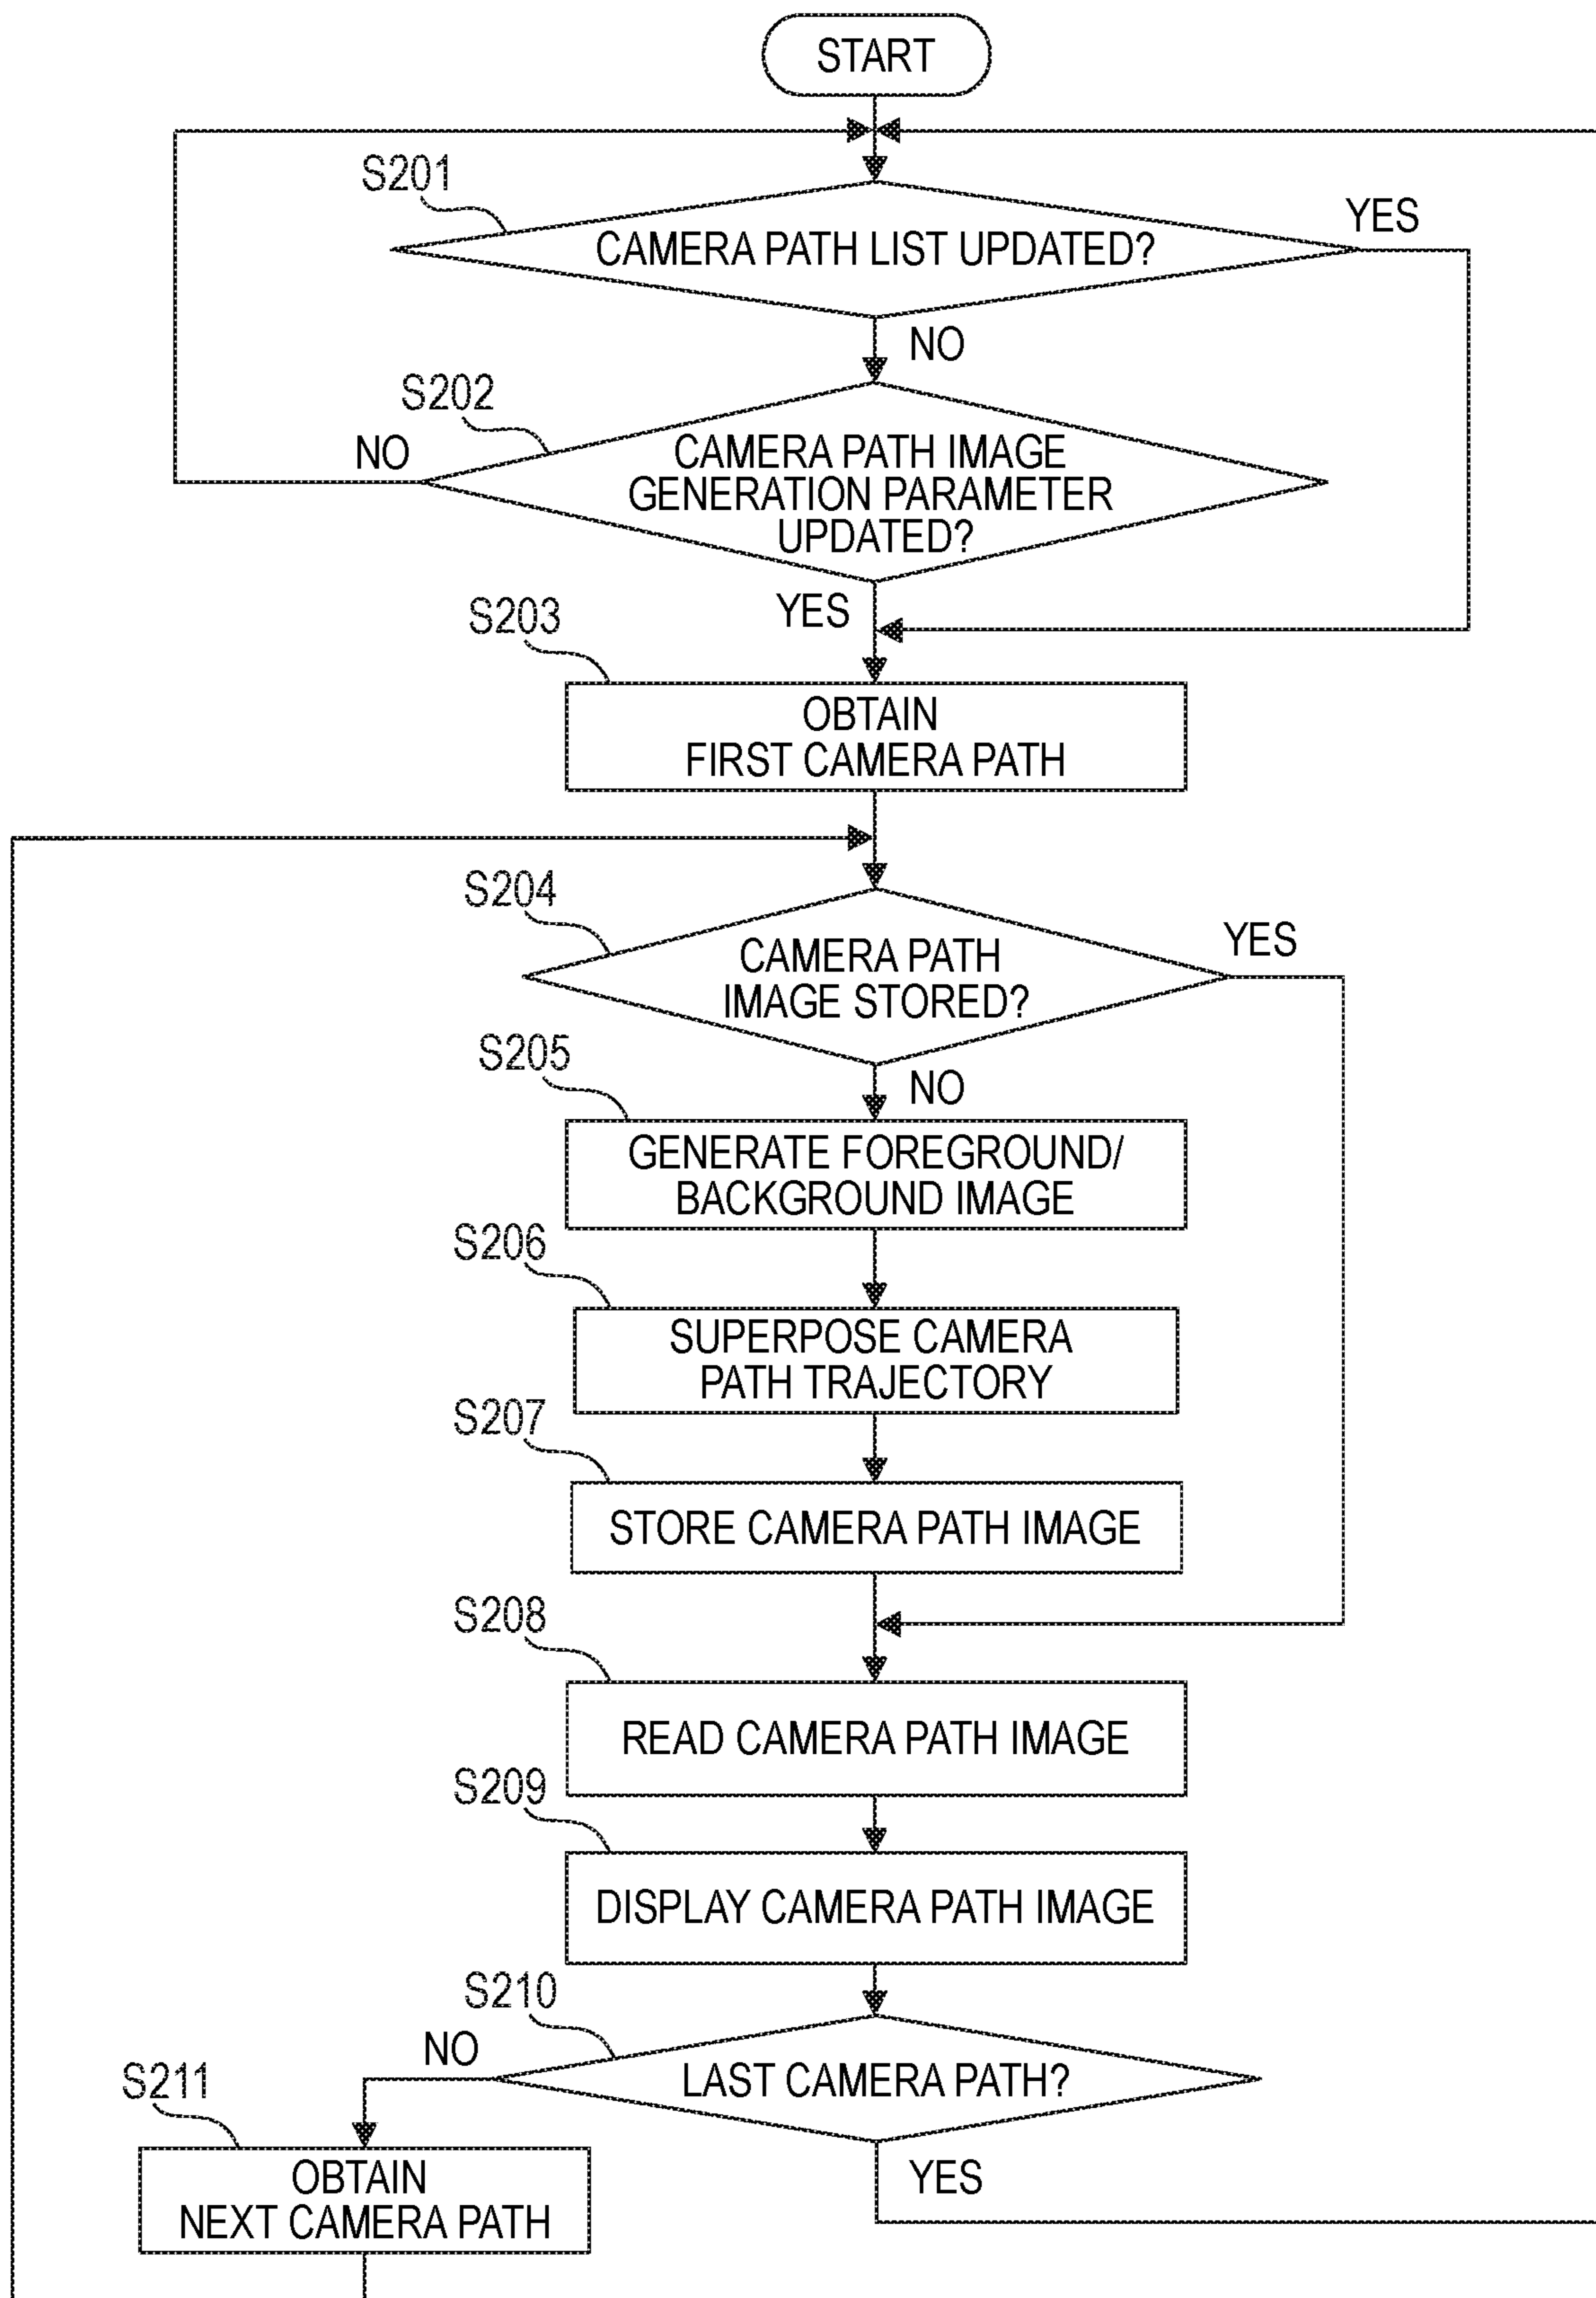 START
S201
YES
CAMERA PATH LIST UPDATED?
NO
S202
NO
CAMERA PATH IMAGE
GENERATION PARAMETER
UPDATED?
YES
S203
OBTAIN
FIRST CAMERA PATH
S204
YES
CAMERA PATH
IMAGE STORED?
S205
NO
GENERATE FOREGROUND/
BACKGROUND IMAGE
S206
SUPERPOSE CAMERA
PATH TRAJECTORY
S207
STORE CAMERA PATH IMAGE
S208
READ CAMERA PATH IMAGE
S209
DISPLAY CAMERA PATH IMAGE
S210
NO
LAST CAMERA PATH?
S211
YES
OBTAIN
NEXT CAMERA PATH